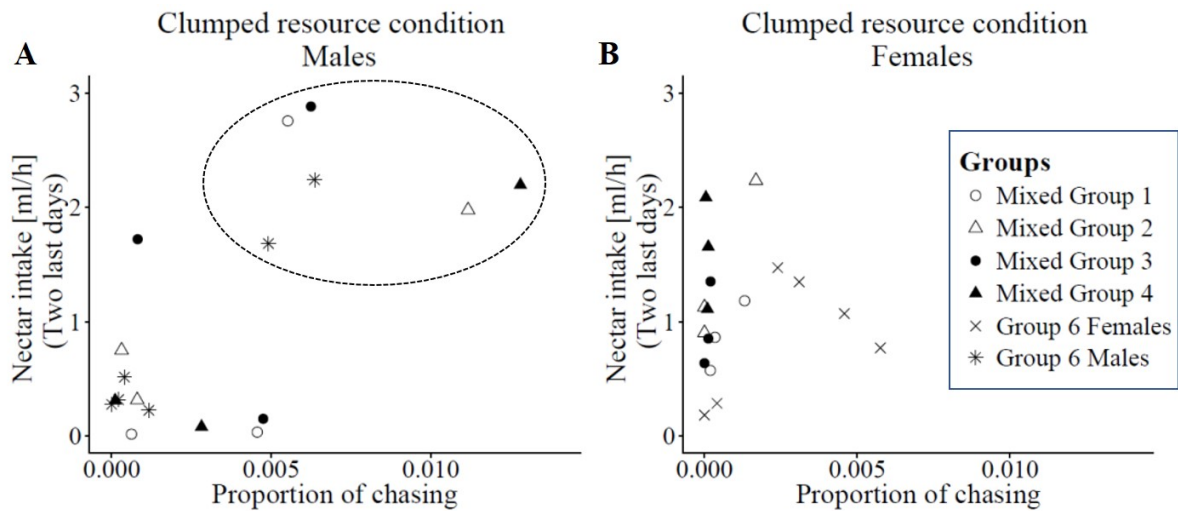 Clumped resource condition
Males
A
Nectar intake [ml/h]
(Two last days)
3
2
1
0
0.000
0.005
0.010
Proportion of chasing
Clumped resource condition
Females
B
Nectar intake [ml/h]
(Two last days)
3
2
1
0
0.000
0.005
0.010
Proportion of chasing
Groups
Mixed Group 1
Mixed Group 2
Mixed Group 3
Mixed Group 4
Group 6 Females
Group 6 Males